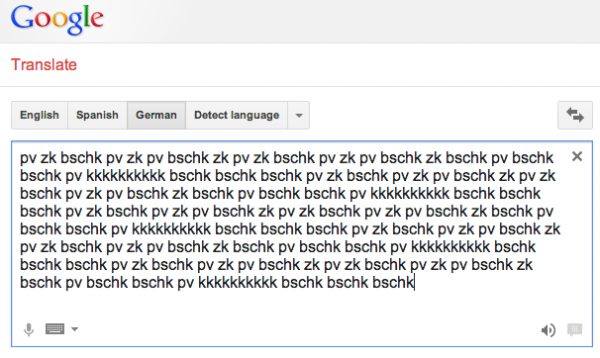 Google
Translate
English Spanish German Detect language
pv zk bschk pv zk pv bschk zk pv zk bschk pv zk pv bschk zk bschk pv bschk
bschk pv kkkkkkkkkk bschk bschk bschk pv zk bschk pv zk pv bschk zk pv zk
bschk pv zk pv bschk zk bschk pv bschk bschk pv kkkkkkkkkk bschk bschk
bschk pv zk bschk pv zk pv bschk zk pv zk bschk pv zk pv bschk zk bschk pv
bschk bschk pv kkkkkkkkkk bschk bschk bschk pv zk bschk pv zk pv bschk zk
pv zk bschk pv zk pv bschk zk bschk pv bschk bschk pv kkkkkkkkkk bschk
bschk bschk pv zk bschk pv zk pv bschk zk pv zk bschk pv zk pv bschk zk
bschk pv bschk bschk pv kkkkkkkkkk bschk bschk bschk